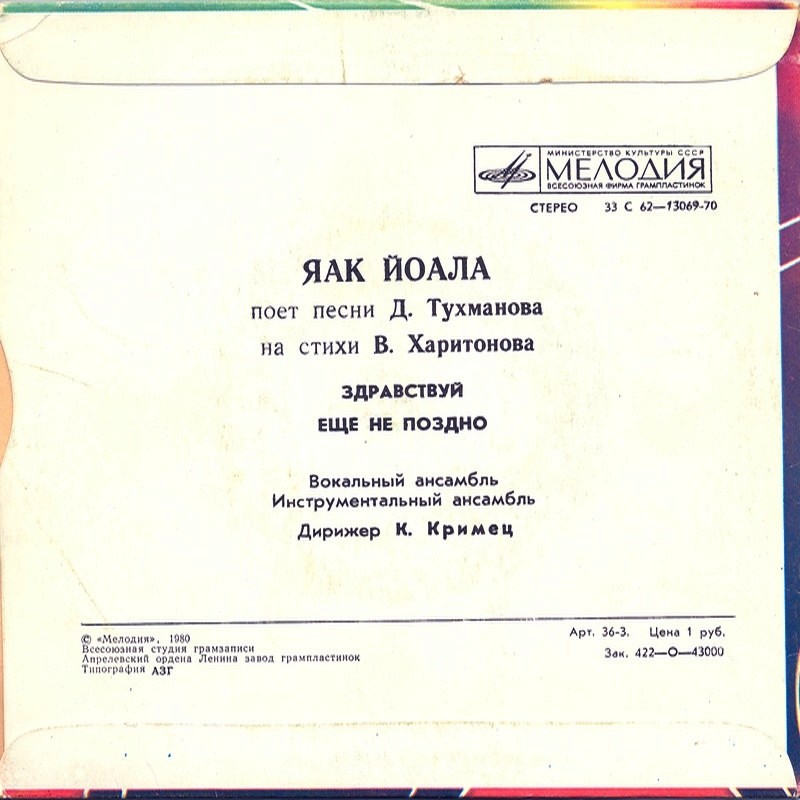 МИНИСТЕРСТВО КУЛЬТУРЫ СССР
МЕЛОДИЯ
ВСЕСОЮЗНАЯ ФИРМА ГРАМПЛАСТИНОК
СТЕРЕО 33 С 62—13069-70
ЯАК ЙОАЛА
поет песни Д. Тухманова
на стихи В. Харитонова
ЗДРАВСТВУЙ
ЕЩЕ НЕ ПОЗДНО
Вокальный ансамбль
Инструментальный ансамбль
Дирижер К. Кримец
© «Мелодия», 1980
Всесоюзная студия грамзаписи
Апрелевский ордена Ленина завод грампластинок
Типография АЗГ
Арт. 36-3. Цена 1 руб.
Зак. 422—О—43000